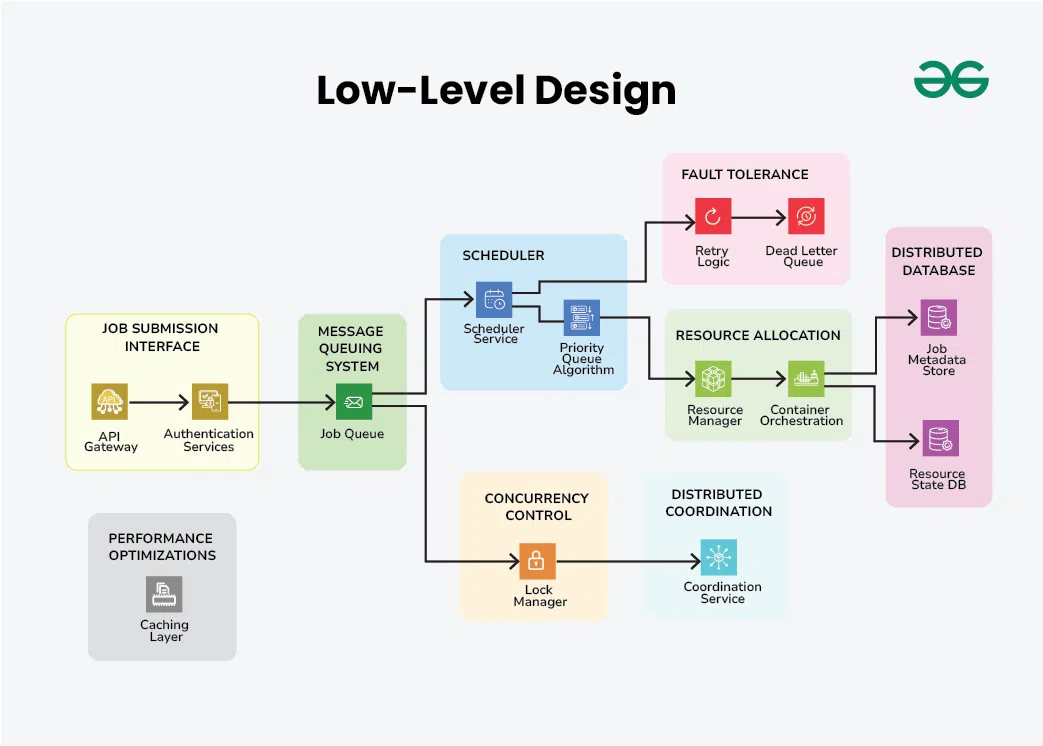 Low-Level Design
FAULT TOLERANCE
Retry
Logic
Dead Letter
Queue
SCHEDULER
Scheduler
Service
Priority
Queue
Algorithm
DISTRIBUTED
DATABASE
Job
Metadata
Store
Resource
State DB
RESOURCE ALLOCATION
Resource
Manager
Container
Orchestration
JOB SUBMISSION
INTERFACE
API
API
Gateway
Authentication
Services
MESSAGE
QUEUING
SYSTEM
Job Queue
CONCURRENCY
CONTROL
Lock
Manager
DISTRIBUTED
COORDINATION
Coordination
Service
PERFORMANCE
OPTIMIZATIONS
Caching
Layer